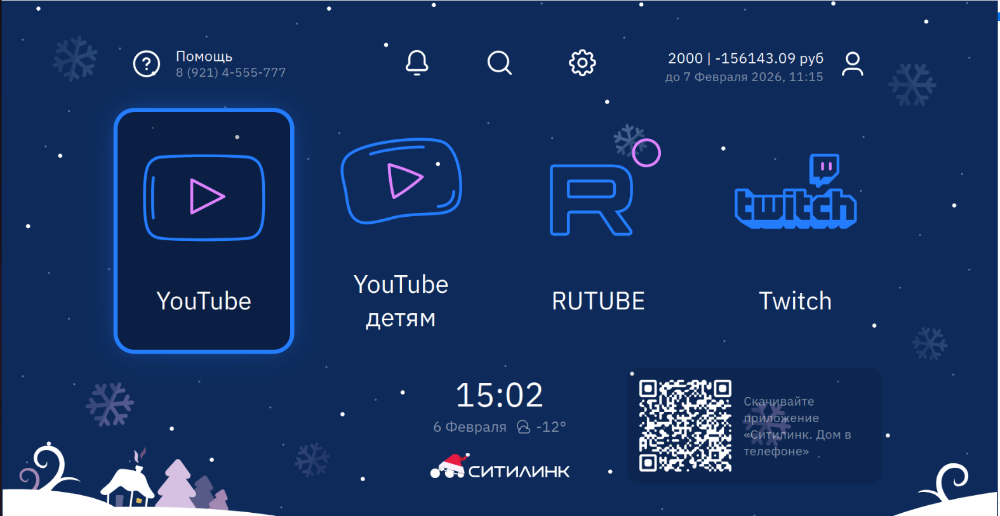 Помощь
8 (921) 4-555-777
2000 | -156143.09 руб
до 7 Февраля 2026, 11:15
twitch
YouTube
YouTube
детям
RUTUBE
Twitch
15:02
6 Февраля -12°
СИТИЛИНК
Скачивайте
приложение
«Ситилинк. Дом в
телефоне»